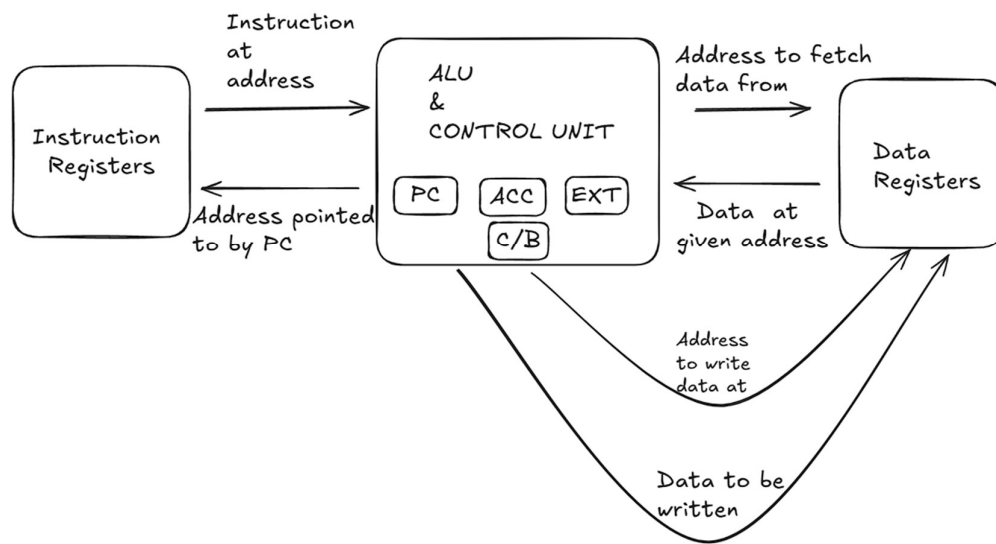 Instruction
at
address
Instruction
Registers
Address pointed
to by PC
ALU
&
CONTROL UNIT
PC
ACC
EXT
C/B
Address to fetch
data from
Data at
given address
Data
Registers
Address
to write
data at
Data to be
written